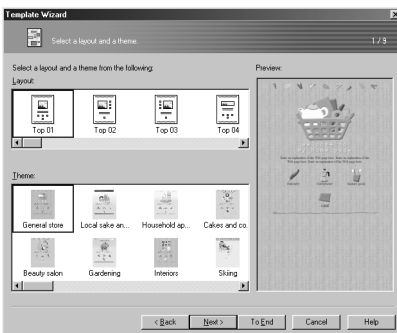 Template Wizard
Select a layout and a theme.
1 / 9
Select a layout and a theme from the following:
Preview:
Layout:
Top 01
Top 02
Top 03
Top 04
Theme:
General store
Local sake an...
Household ap...
Cakes and co.
Beauty salon
Gardening
Interiors
Skiing
< Back
Next >
To End
Cancel
Help